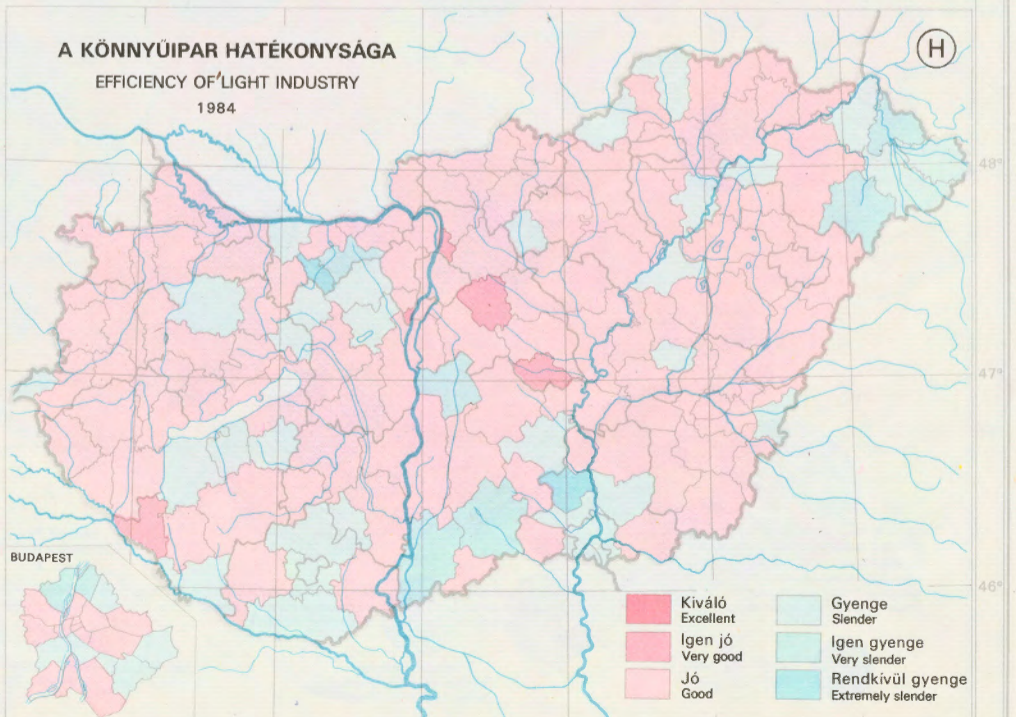 A KÖNNYŰIPAR HATÉKONYSÁGA
EFFICIENCY OF LIGHT INDUSTRY
1984
H
48°
47°
46°
BUDAPEST
Kiváló
Excellent
Igen jó
Very good
Jó
Good
Gyenge
Slender
Igen gyenge
Very slender
Rendkívül gyenge
Extremely slender